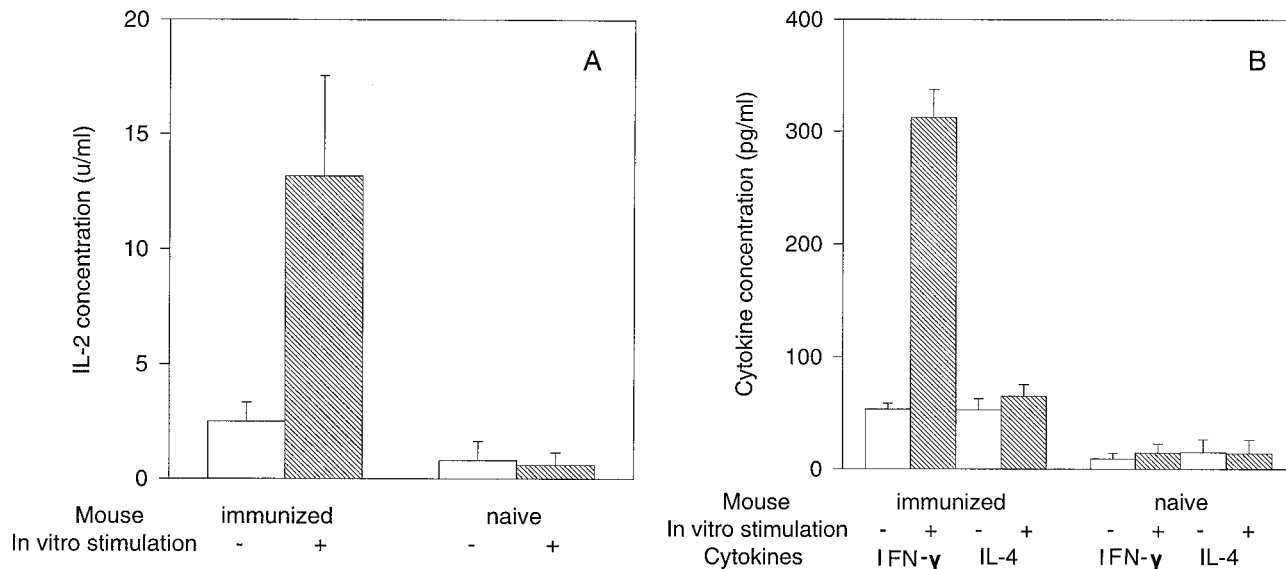 A
IL-2 concentration (u/ml)
20
15
10
5
0
Mouse immunized naive
In vitro stimulation - + - +
B
Cytokine concentration (pg/ml)
400
300
200
100
0
Mouse immunized naive
In vitro stimulation - + - + - + - +
Cytokines IFN-γ IL-4 IFN-γ IL-4